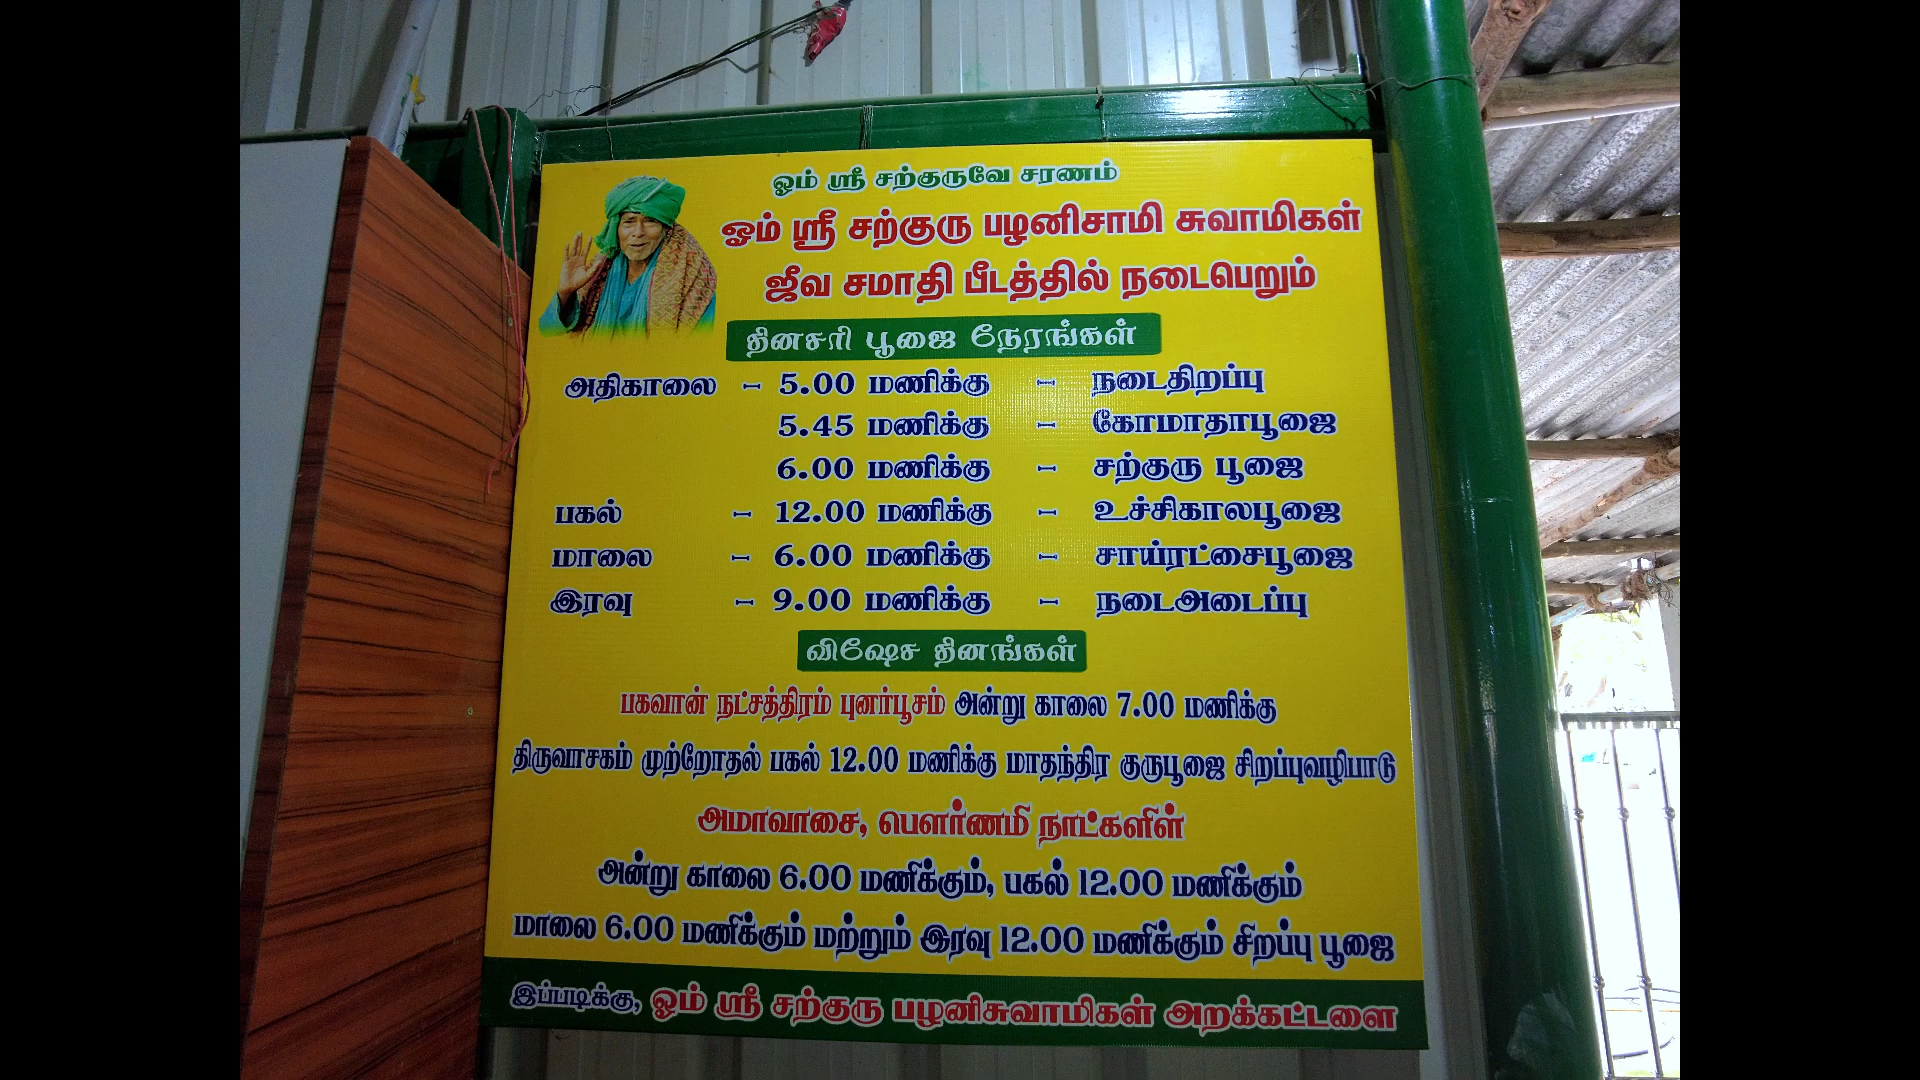 ஓம் ஸ்ரீ சற்குருவே சரணம்
ஓம் ஸ்ரீ சற்குரு பழனிசாமி சுவாமிகள்
ஜீவ சமாதி பீடத்தில் நடைபெறும்
தினசரி பூஜை நேரங்கள்
அதிகாலை - 5.00 மணிக்கு - நடைதிறப்பு
5.45 மணிக்கு - கோமாதாபூஜை
6.00 மணிக்கு - சற்குரு பூஜை
பகல் - 12.00 மணிக்கு - உச்சிகாலபூஜை
மாலை - 6.00 மணிக்கு - சாய்ரட்சைபூஜை
இரவு - 9.00 மணிக்கு - நடைஅடைப்பு
விஷேச தினங்கள்
பகவான் நட்சத்திரம் புனர்பூசம் அன்று காலை 7.00 மணிக்கு
திருவாசகம் முற்றோதல் பகல் 12.00 மணிக்கு மாதந்திர குருபூஜை சிறப்புவழிபாடு
அமாவாசை, பௌர்ணமி நாட்களில்
அன்று காலை 6.00 மணிக்கும், பகல் 12.00 மணிக்கும்
மாலை 6.00 மணிக்கும் மற்றும் இரவு 12.00 மணிக்கும் சிறப்பு பூஜை
இப்படிக்கு, ஓம் ஸ்ரீ சற்குரு பழனிசுவாமிகள் அறக்கட்டளை